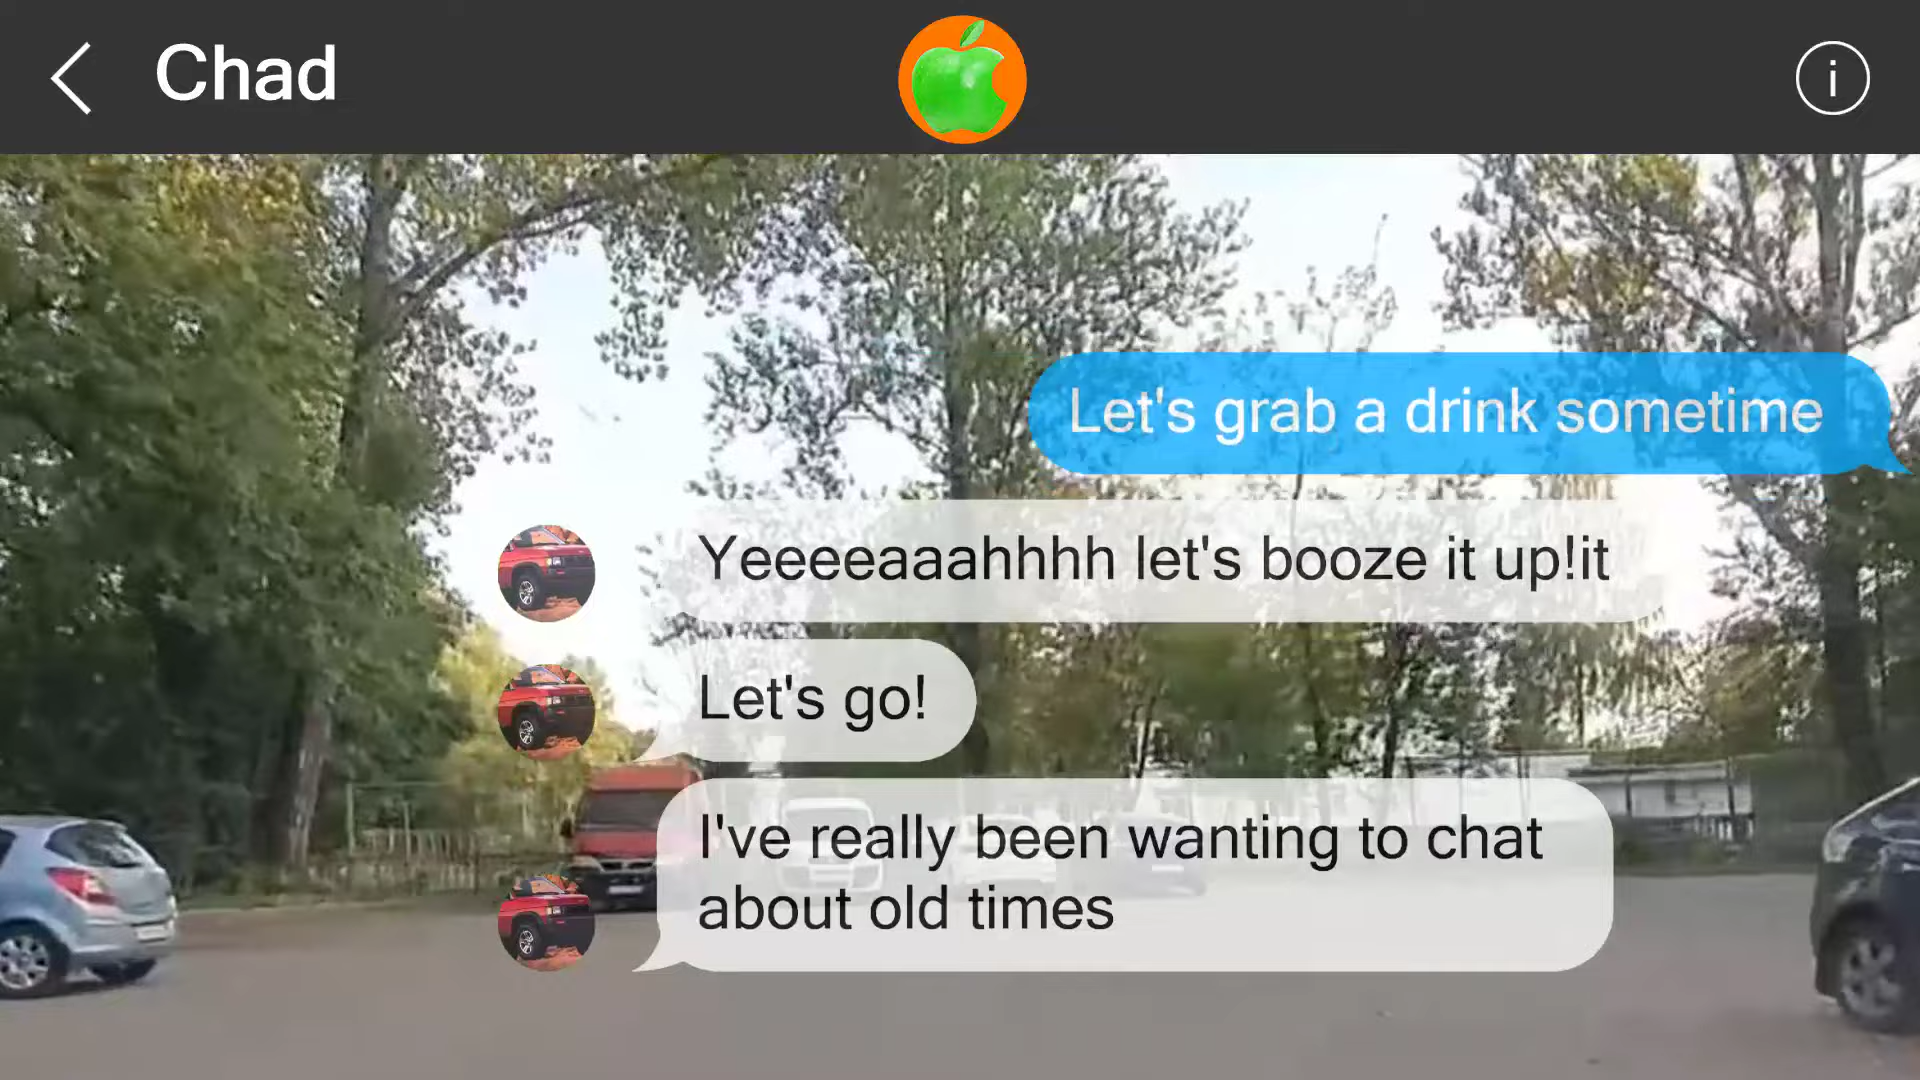 Chad
i
Let's grab a drink sometime
Yeeeeaaahhhh let's booze it up!it
Let's go!
I've really been wanting to chat
about old times